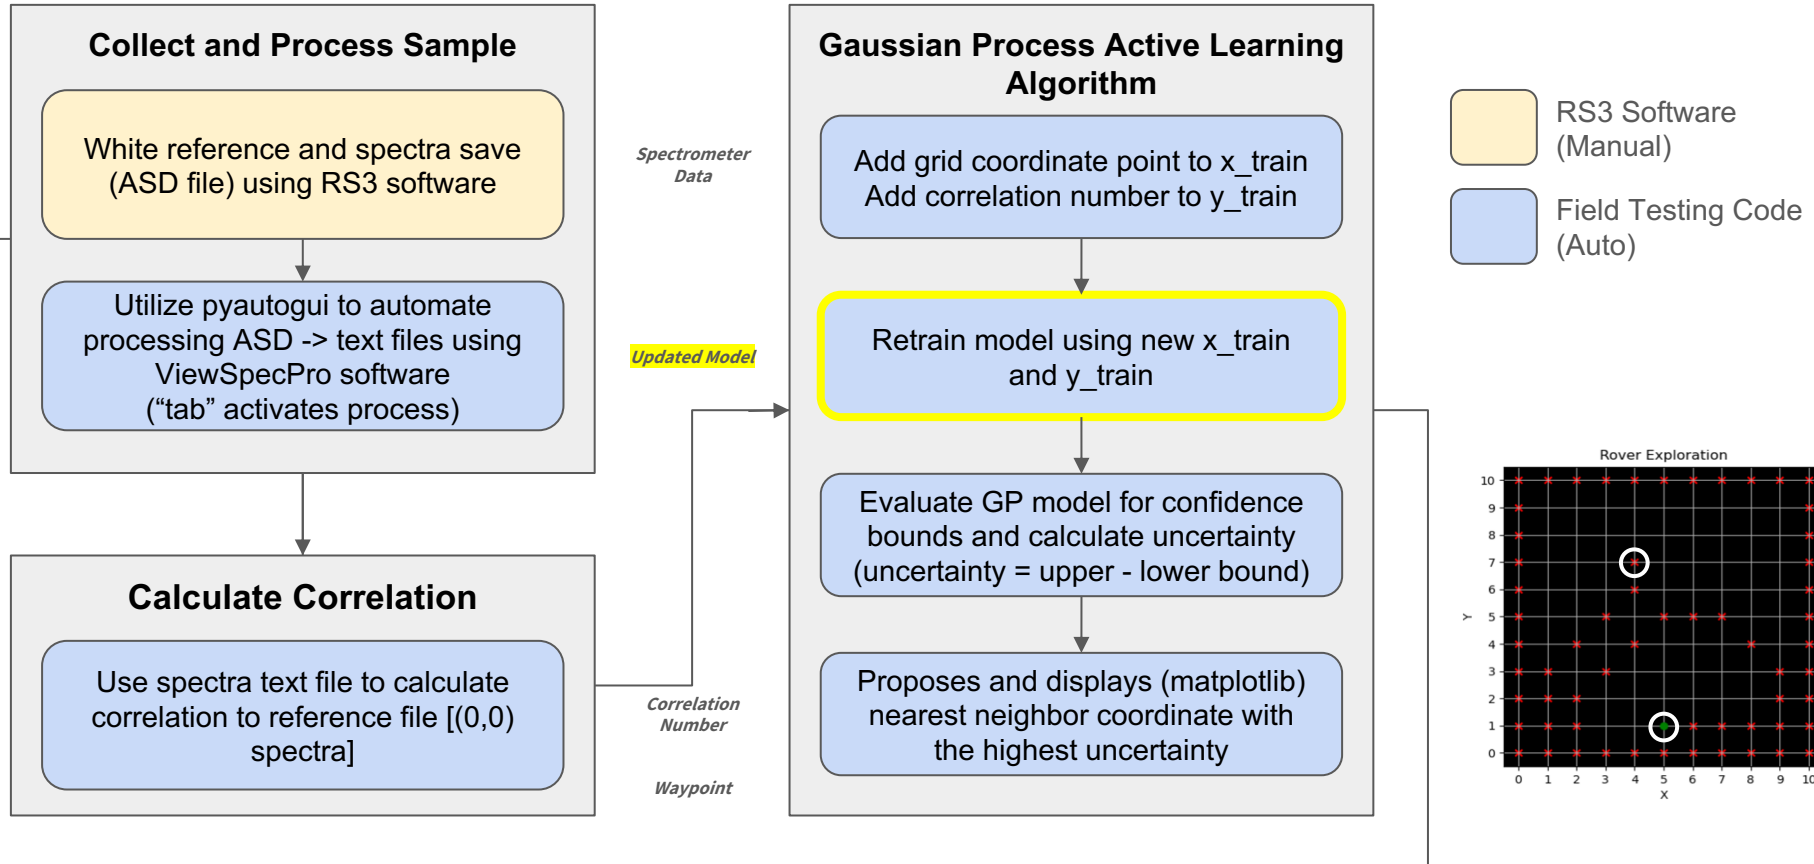 Collect and Process Sample
White reference and spectra save
(ASD file) using RS3 software
Utilize pyautogui to automate
processing ASD -> text files using
ViewSpecPro software
(“tab” activates process)
Calculate Correlation
Use spectra text file to calculate
correlation to reference file [(0,0)
spectra]
Spectrometer
Data
Updated Model
Correlation
Number
Waypoint
Gaussian Process Active Learning
Algorithm
Add grid coordinate point to x_train
Add correlation number to y_train
Retrain model using new x_train
and y_train
Evaluate GP model for confidence
bounds and calculate uncertainty
(uncertainty = upper - lower bound)
Proposes and displays (matplotlib)
nearest neighbor coordinate with
the highest uncertainty
RS3 Software
(Manual)
Field Testing Code
(Auto)
Rover Exploration
10
9
8
7
6
5
4
3
2
1
0
Y
0 1 2 3 4 5 6 7 8 9 10
X